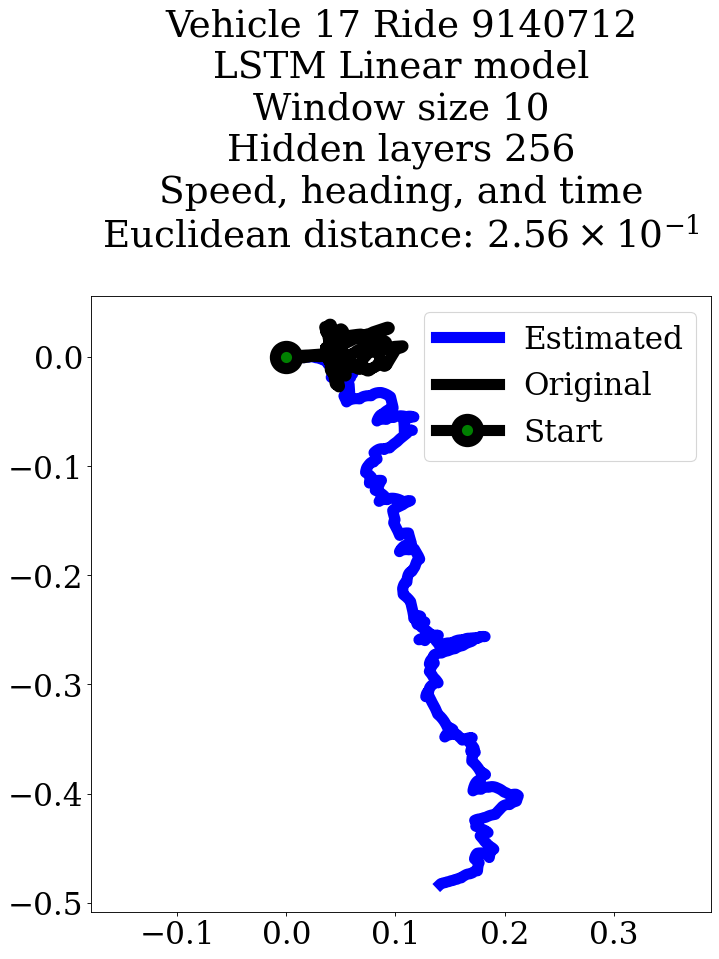 Vehicle 17 Ride 9140712
LSTM Linear model
Window size 10
Hidden layers 256
Speed, heading, and time
Euclidean distance: 2.56 × 10⁻¹
Estimated
Original
Start
0.0
−0.1
−0.2
−0.3
−0.4
−0.5
−0.1 0.0 0.1 0.2 0.3